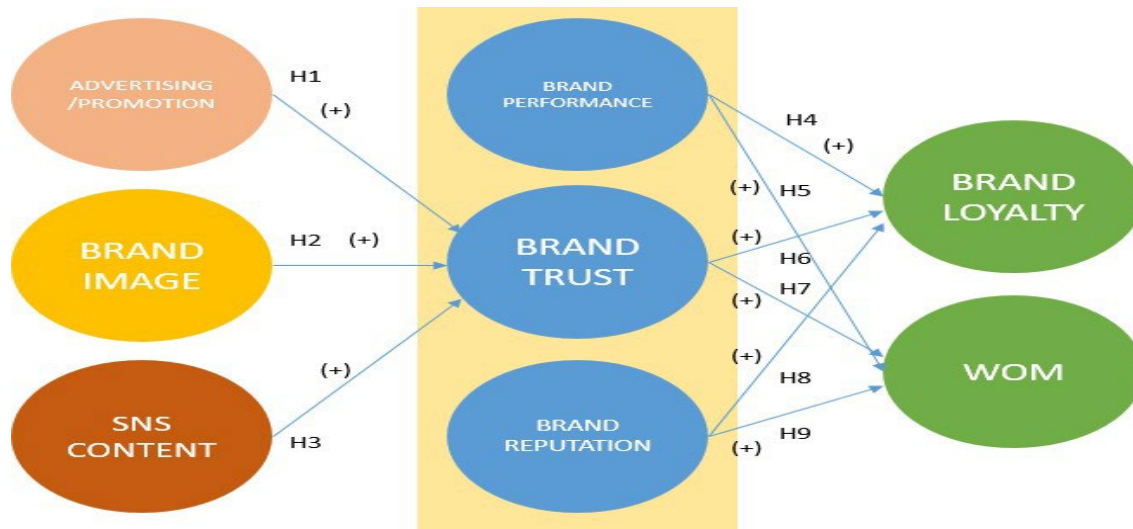 ADVERTISING
/PROMOTION
H1
(+)
BRAND
IMAGE
H2 (+)
SNS
CONTENT
(+)
H3
BRAND
PERFORMANCE
BRAND
TRUST
BRAND
REPUTATION
H4
(+)
(+) H5
(+)
H6
H7
(+)
(+)
H8
H9
(+)
BRAND
LOYALTY
WOM